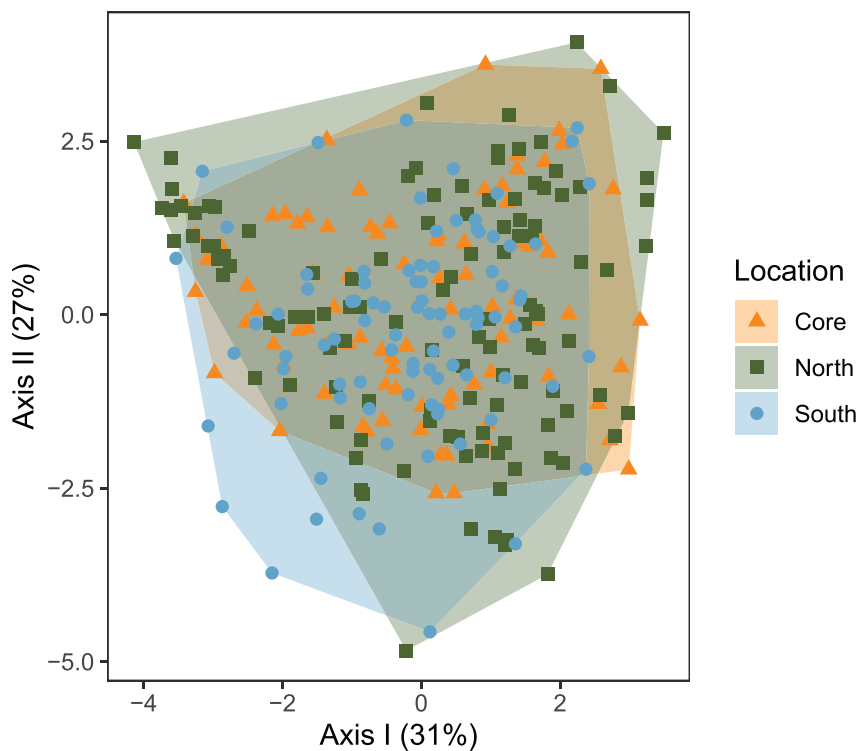 2.5
0.0
−2.5
−5.0
Axis II (27%)
−4
−2
0
2
Axis I (31%)
Location
Core
North
South